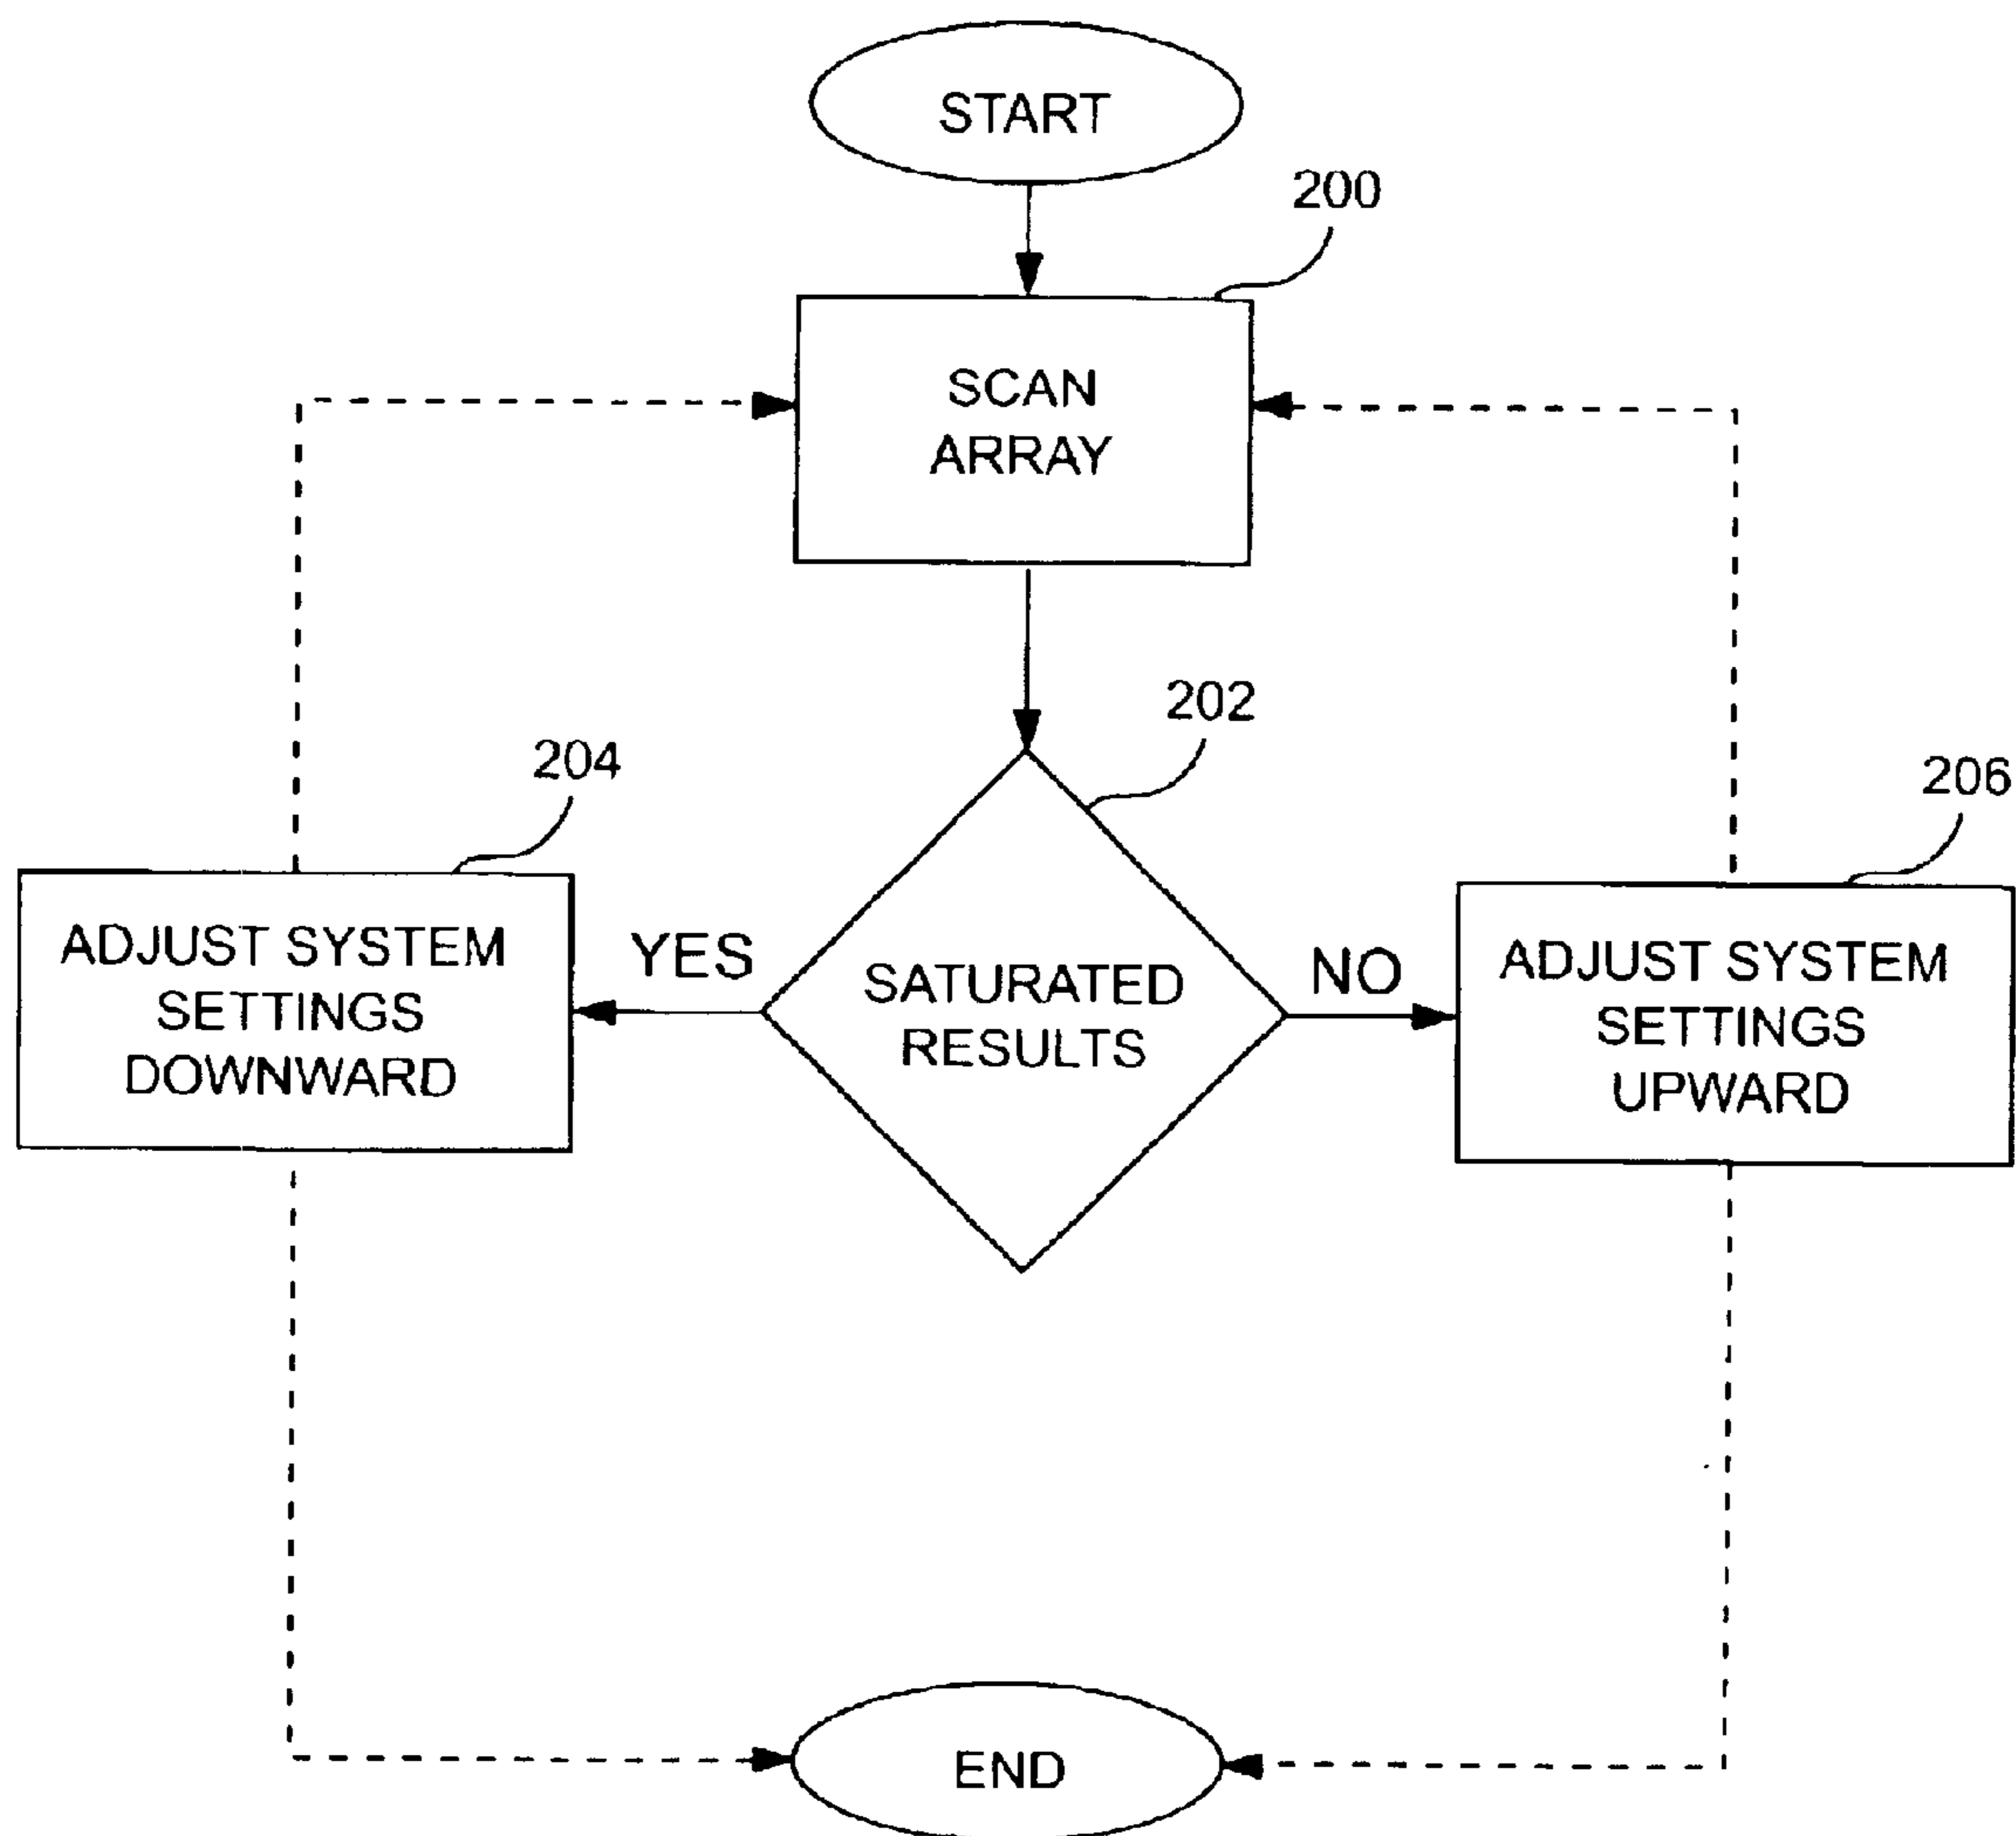 START
200
SCAN
ARRAY
202
204
206
ADJUST SYSTEM
SETTINGS
DOWNWARD
YES
SATURATED
RESULTS
NO
ADJUST SYSTEM
SETTINGS
UPWARD
END